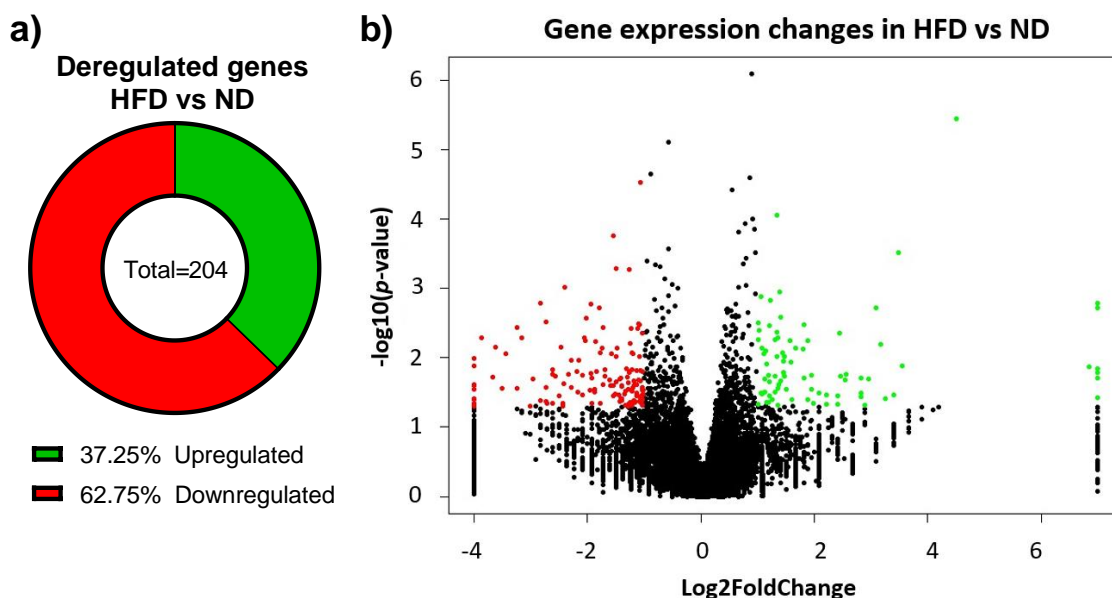 a)
Deregulated genes
HFD vs ND
Total=204
37.25% Upregulated
62.75% Downregulated
b)
Gene expression changes in HFD vs ND
-log10(p-value)
6
5
4
3
2
1
0
-4
-2
0
2
4
6
Log2FoldChange